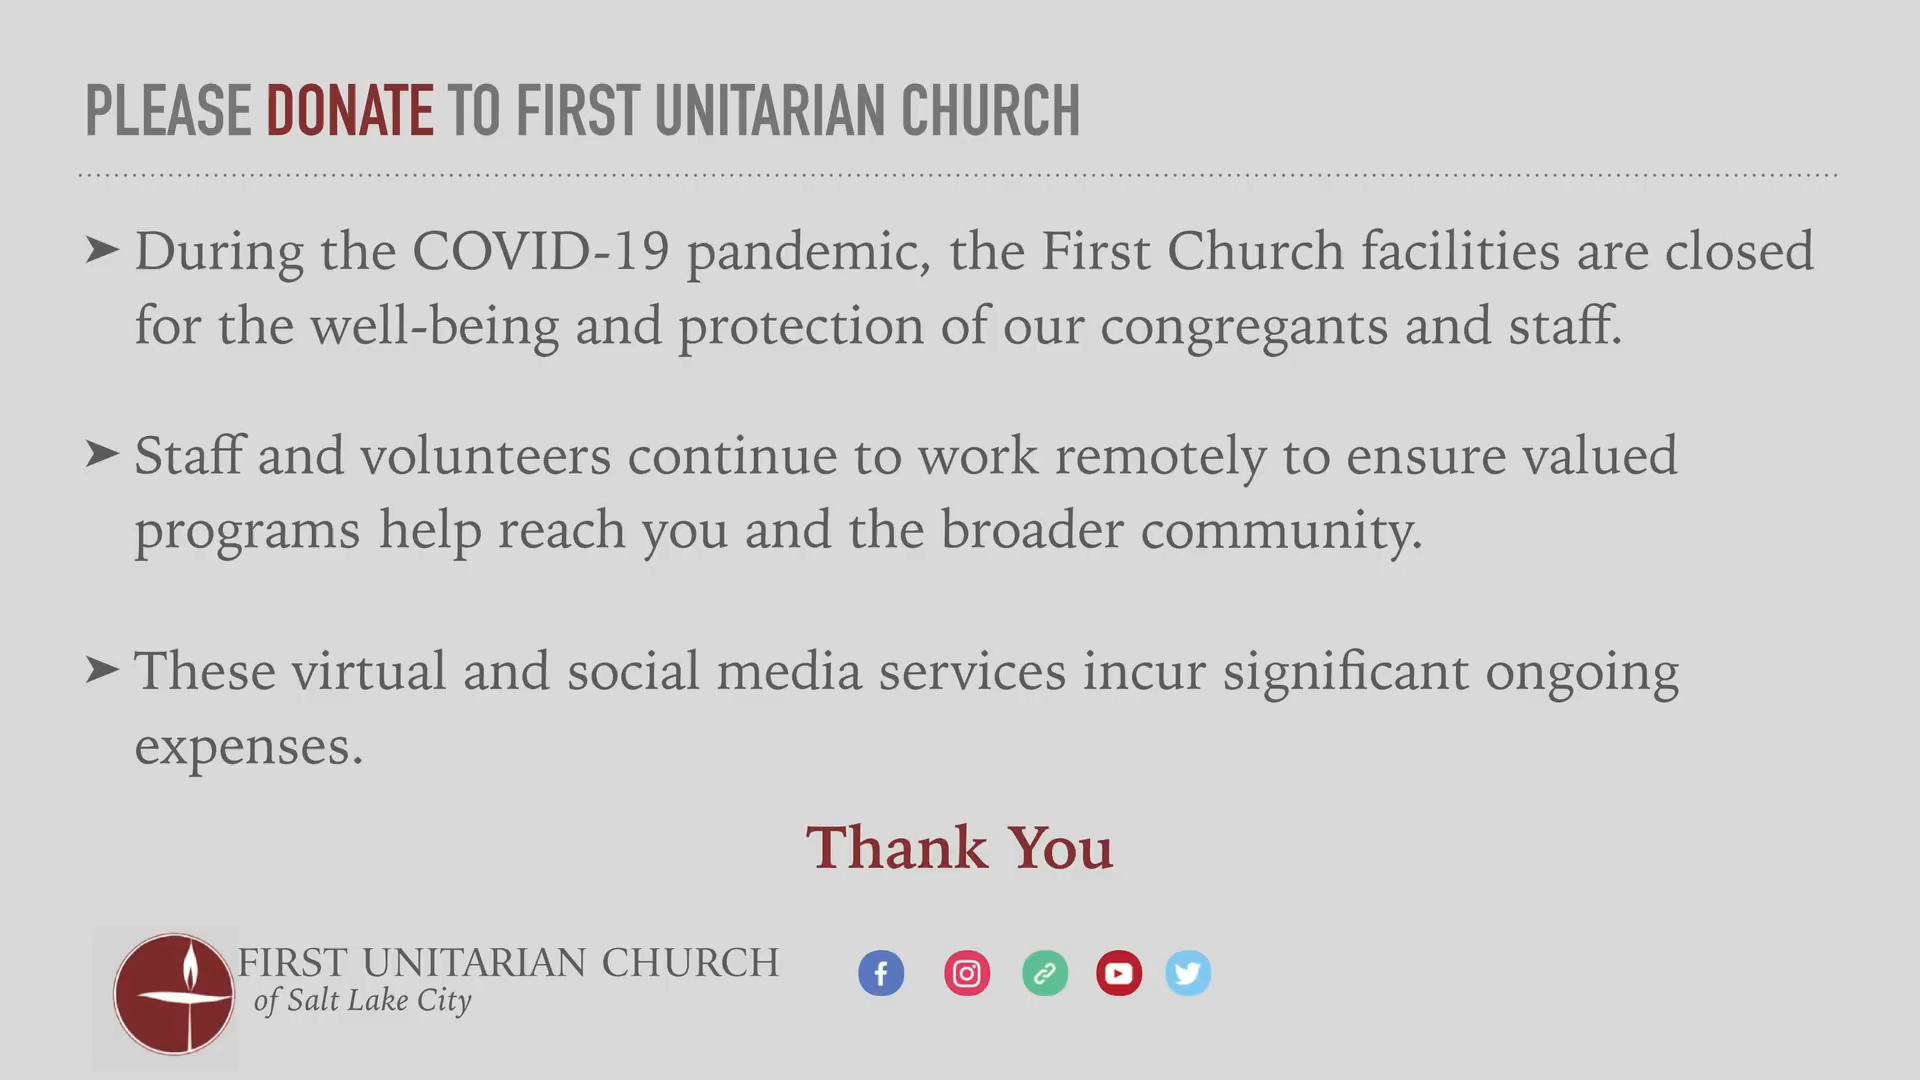 PLEASE DONATE TO FIRST UNITARIAN CHURCH
➤ During the COVID-19 pandemic, the First Church facilities are closed
for the well-being and protection of our congregants and staff.
➤ Staff and volunteers continue to work remotely to ensure valued
programs help reach you and the broader community.
➤ These virtual and social media services incur significant ongoing
expenses.
Thank You
FIRST UNITARIAN CHURCH
of Salt Lake City